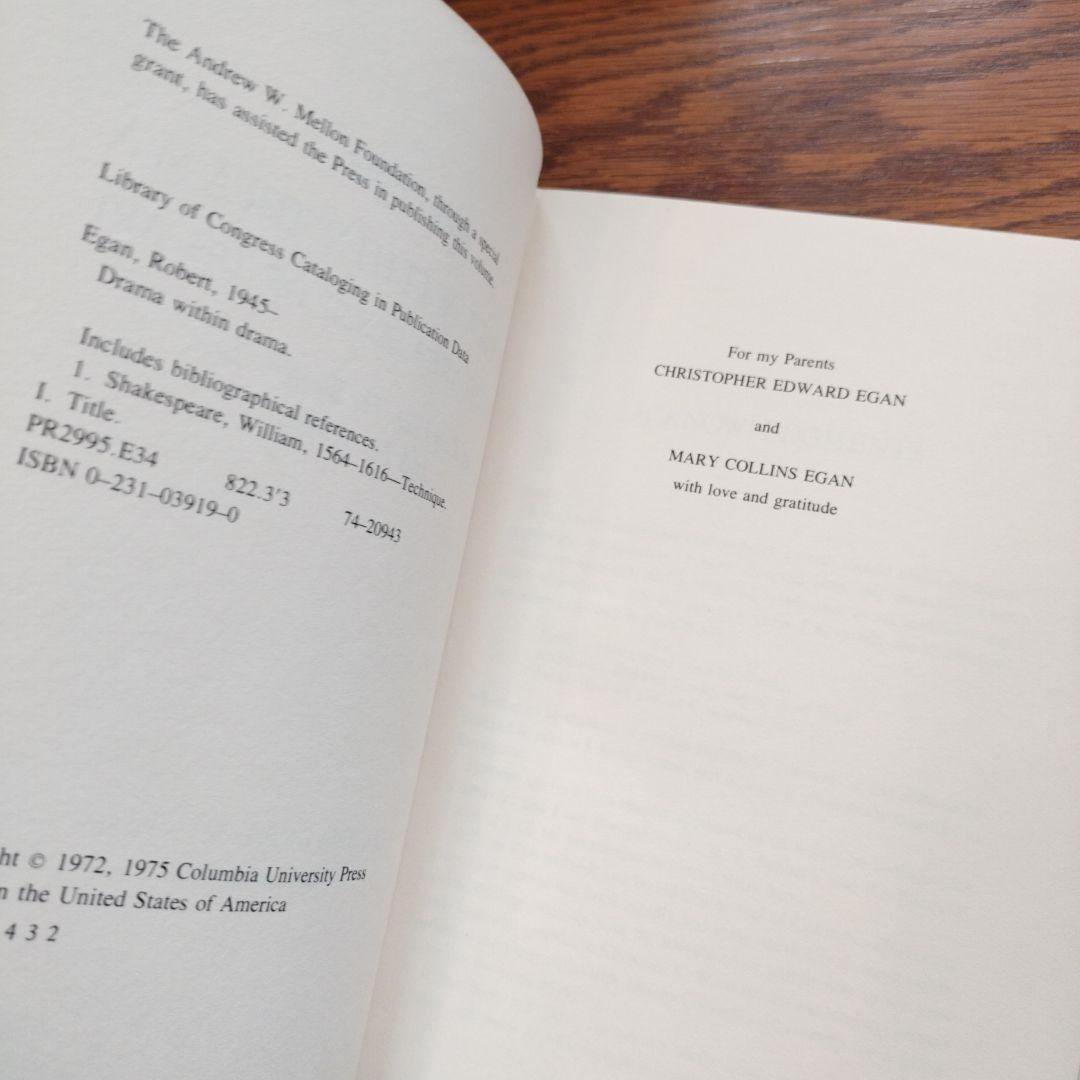 The Andrew W. Mellon Foundation, through a special
grant, has assisted the Press in publishing this volume.
Library of Congress Cataloging in Publication Data
Egan, Robert, 1945–
Drama within drama.
Includes bibliographical references.
1. Shakespeare, William, 1564–1616—Technique.
I. Title.
PR2995.E34 822.3'3 74–20943
ISBN 0–231–03919–0
ht © 1972, 1975 Columbia University Press
n the United States of America
4 3 2
For my Parents
CHRISTOPHER EDWARD EGAN
and
MARY COLLINS EGAN
with love and gratitude